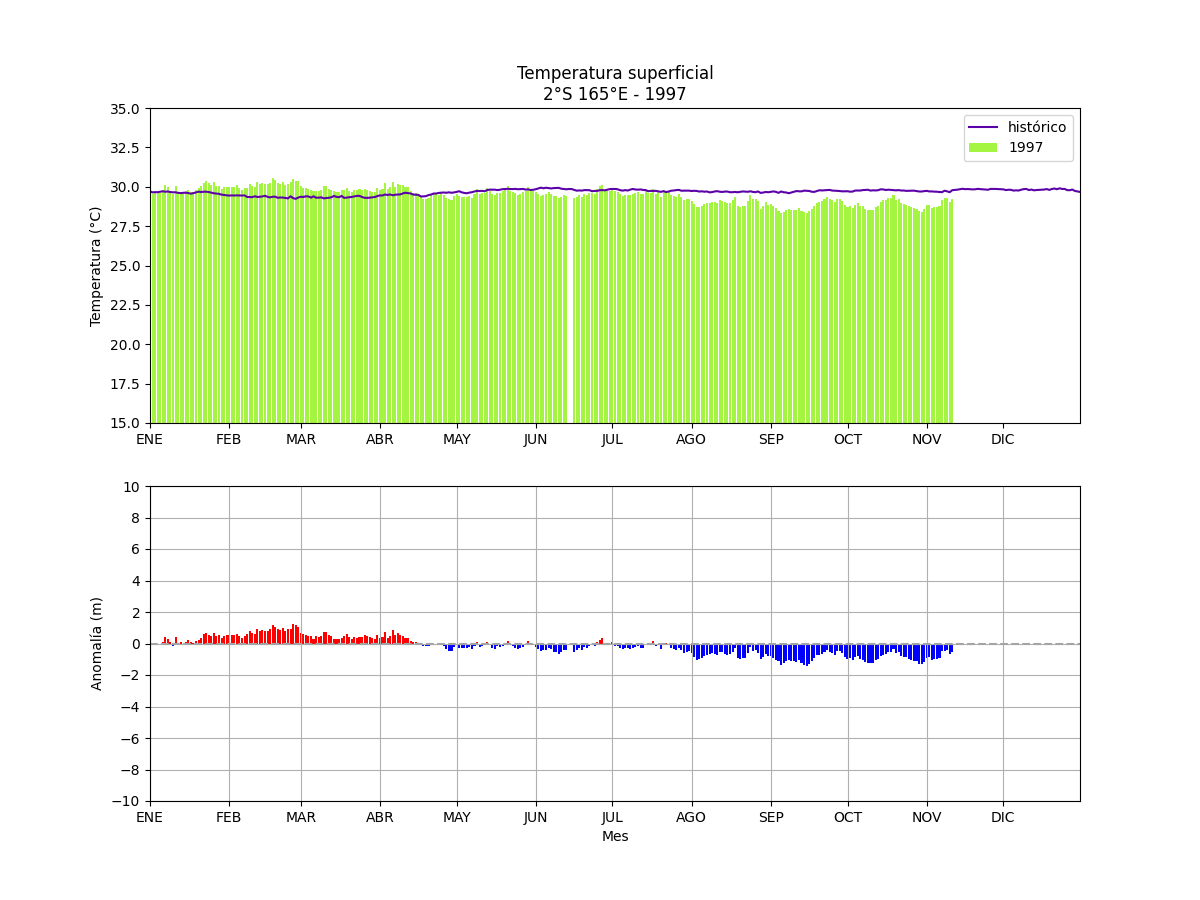 Temperatura superficial
2°S 165°E - 1997
35.0
32.5
30.0
27.5
25.0
22.5
20.0
17.5
15.0
Temperatura (°C)
histórico
1997
ENE FEB MAR ABR MAY JUN JUL AGO SEP OCT NOV DIC
10
8
6
4
2
0
−2
−4
−6
−8
−10
Anomalía (m)
ENE FEB MAR ABR MAY JUN JUL AGO SEP OCT NOV DIC
Mes